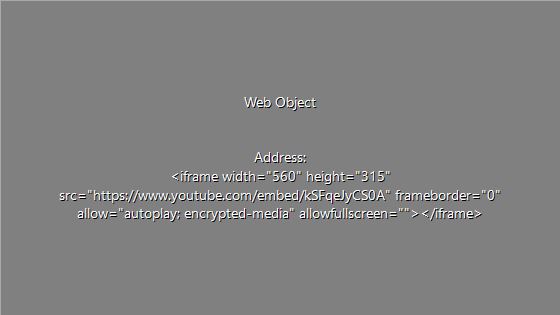 Web Object
Address:
<iframe width="560" height="315"
src="https://www.youtube.com/embed/kSFqeJyCS0A" frameborder="0"
allow="autoplay; encrypted-media" allowfullscreen=""></iframe>